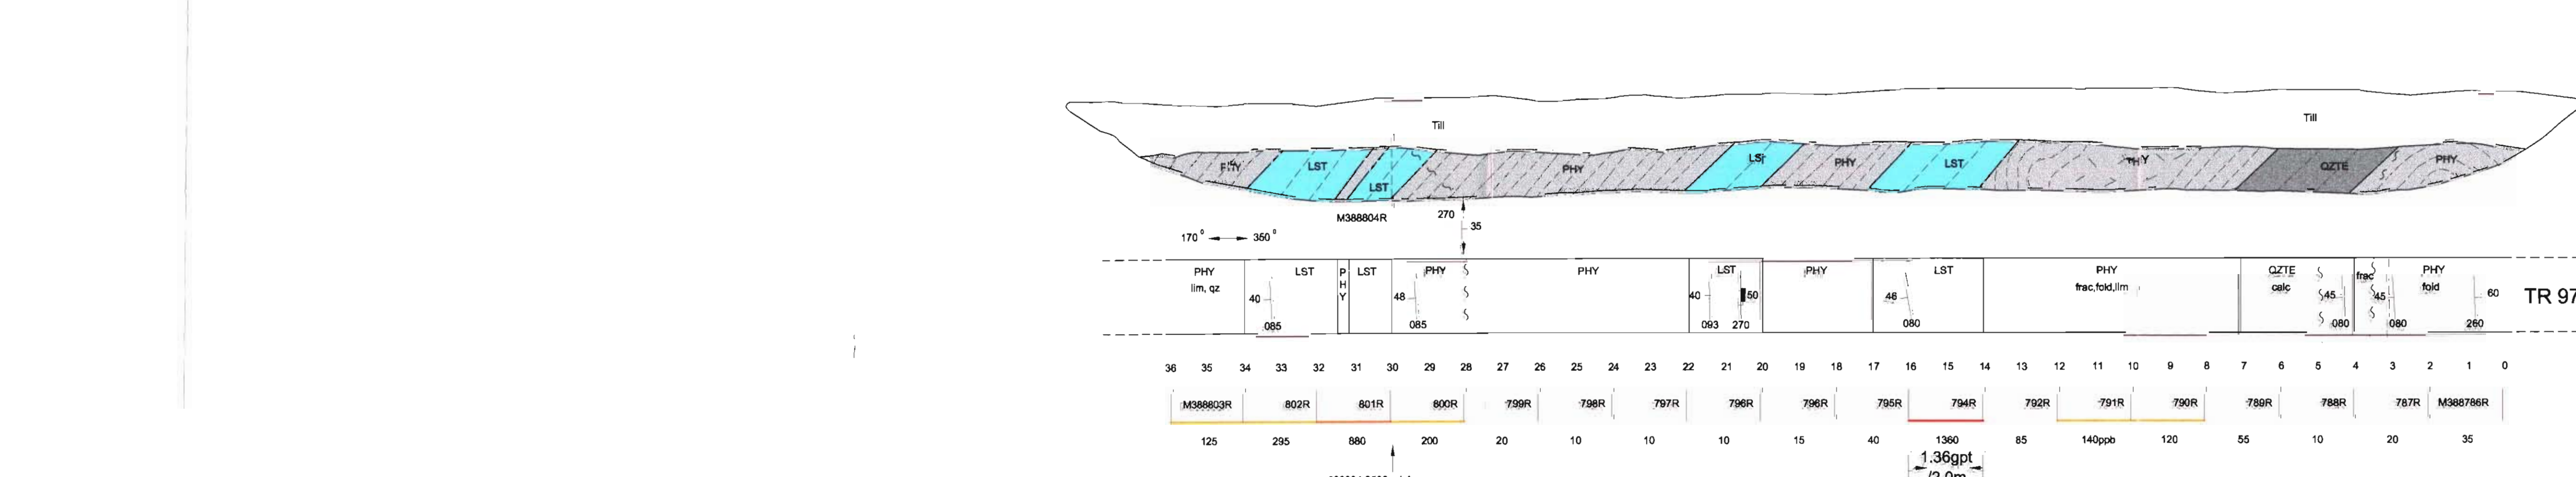 Till
Till
LST
LST
PHY
PHY
LST
QZTE
PHY
M388804R
270
35
170° 350°
PHY LST PHY LST PHY PHY LST PHY LST PHY QZTE frac PHY
lim, qz frac,fold,lim calc fold
40 48 40 50 46 45 45 60
TR 97
085 085 093 270 080 080 080 260
36 35 34 33 32 31 30 29 28 27 26 25 24 23 22 21 20 19 18 17 16 15 14 13 12 11 10 9 8 7 6 5 4 3 2 1 0
M388803R 802R 801R 800R 799R 798R 797R 796R 796R 795R 794R 792R 791R 790R 789R 788R 787R M388786R
125 295 880 200 20 10 10 10 15 40 1360 85 140ppb 120 55 10 20 35
1.36gpt